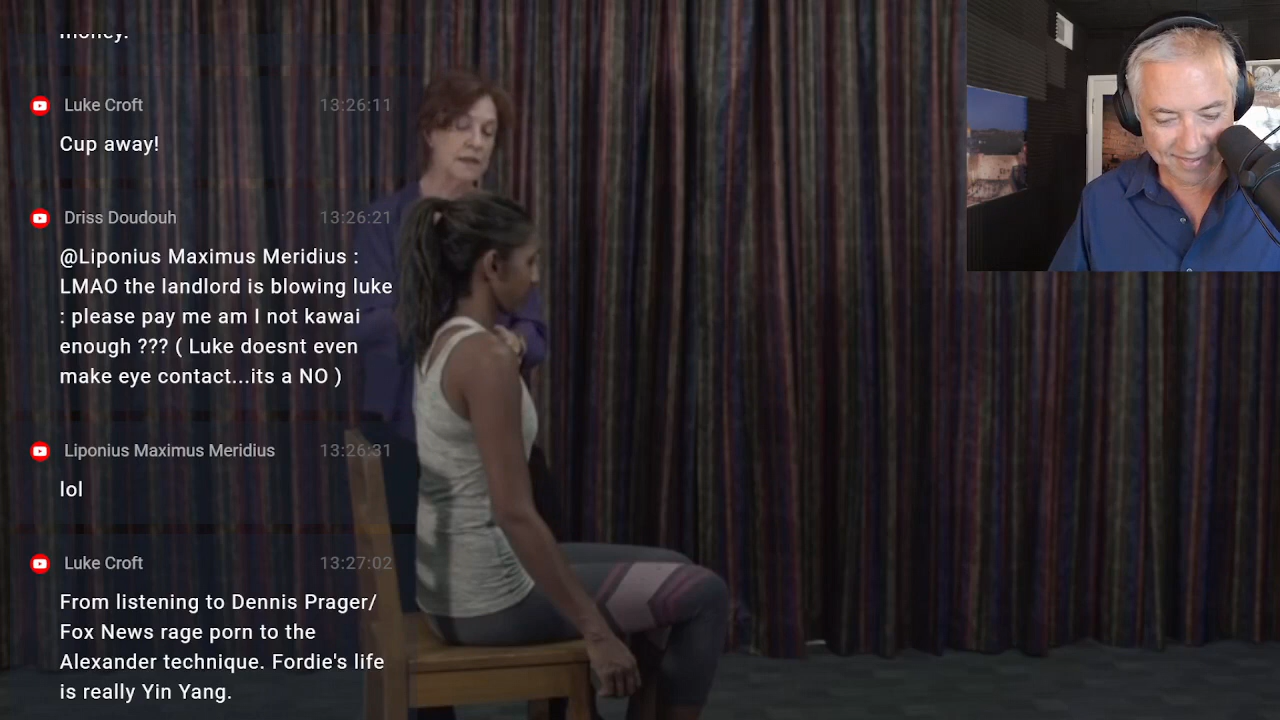 money.
Luke Croft 13:26:11
Cup away!
Driss Doudouh 13:26:21
@Liponius Maximus Meridius :
LMAO the landlord is blowing luke
: please pay me am I not kawai
enough ??? ( Luke doesnt even
make eye contact...its a NO )
Liponius Maximus Meridius 13:26:31
lol
Luke Croft 13:27:02
From listening to Dennis Prager/
Fox News rage porn to the
Alexander technique. Fordie's life
is really Yin Yang.